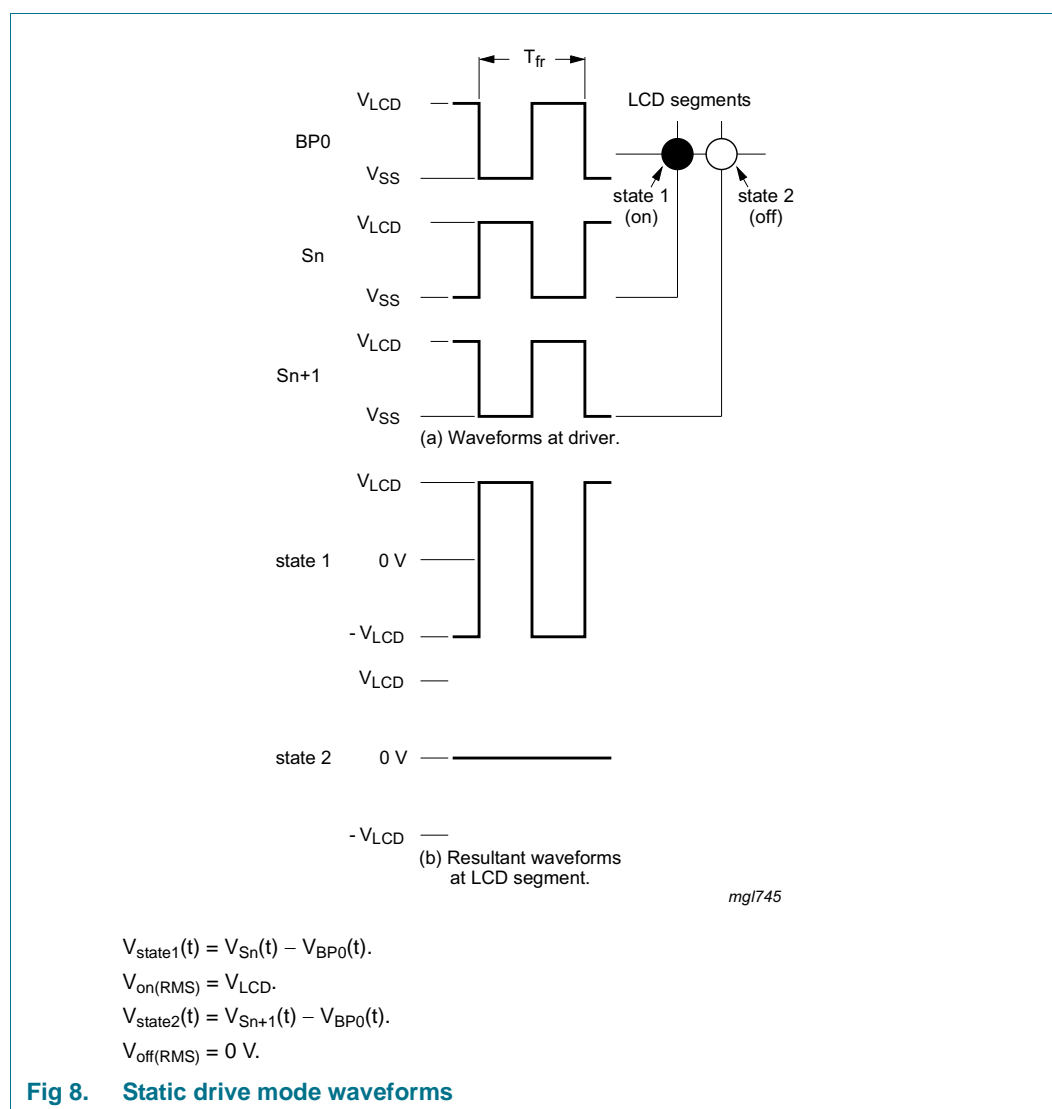 T_fr
V_LCD
LCD segments
BP0
V_SS
state 1
(on)
state 2
(off)
V_LCD
Sn
V_SS
V_LCD
Sn+1
V_SS
(a) Waveforms at driver.
V_LCD
state 1 0 V
- V_LCD
V_LCD
state 2 0 V
- V_LCD
(b) Resultant waveforms
at LCD segment.
mgl745
V_state1(t) = V_Sn(t) − V_BP0(t).
V_on(RMS) = V_LCD.
V_state2(t) = V_Sn+1(t) − V_BP0(t).
V_off(RMS) = 0 V.
Fig 8. Static drive mode waveforms